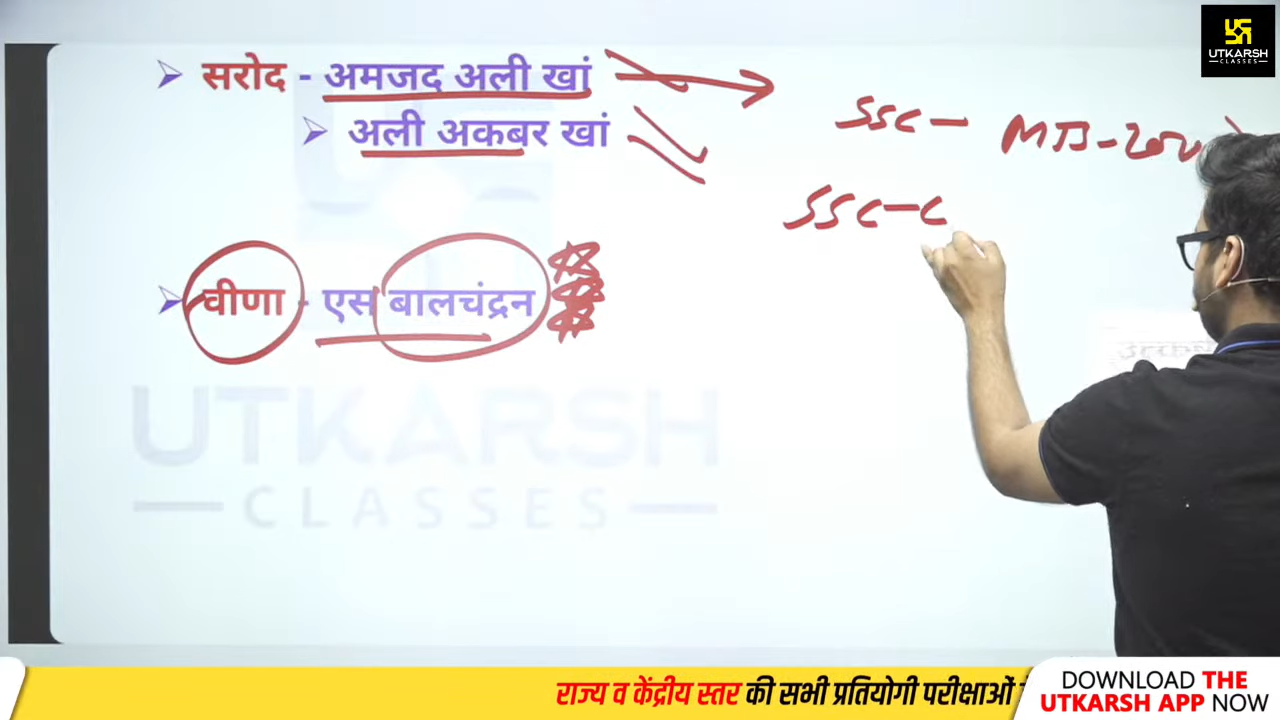 UTKARSH
CLASSES
सरोद - अमजद अली खां
अली अकबर खां
SSC - MTS - 202
SSC - C
वीणा - एस बालचंद्रन
UTKARSH
CLASSES
राज्य व केंद्रीय स्तर की सभी प्रतियोगी परीक्षाओं
DOWNLOAD THE
UTKARSH APP NOW